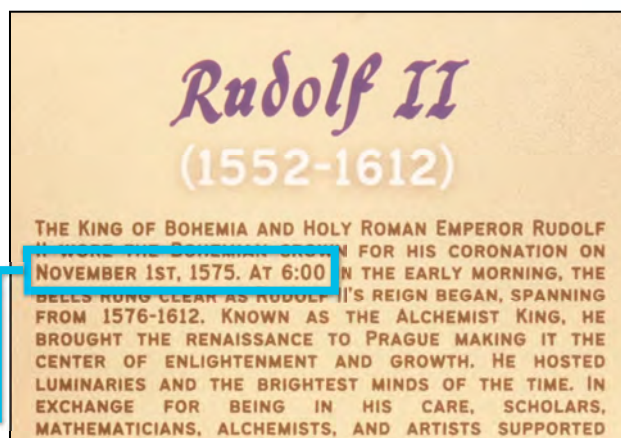 Rudolf II
(1552-1612)
THE KING OF BOHEMIA AND HOLY ROMAN EMPEROR RUDOLF
II WORE THE BOHEMIAN CROWN FOR HIS CORONATION ON
NOVEMBER 1ST, 1575. AT 6:00 IN THE EARLY MORNING, THE
BELLS RUNG CLEAR AS RUDOLF II'S REIGN BEGAN, SPANNING
FROM 1576-1612. KNOWN AS THE ALCHEMIST KING, HE
BROUGHT THE RENAISSANCE TO PRAGUE MAKING IT THE
CENTER OF ENLIGHTENMENT AND GROWTH. HE HOSTED
LUMINARIES AND THE BRIGHTEST MINDS OF THE TIME. IN
EXCHANGE FOR BEING IN HIS CARE, SCHOLARS,
MATHEMATICIANS, ALCHEMISTS, AND ARTISTS SUPPORTED